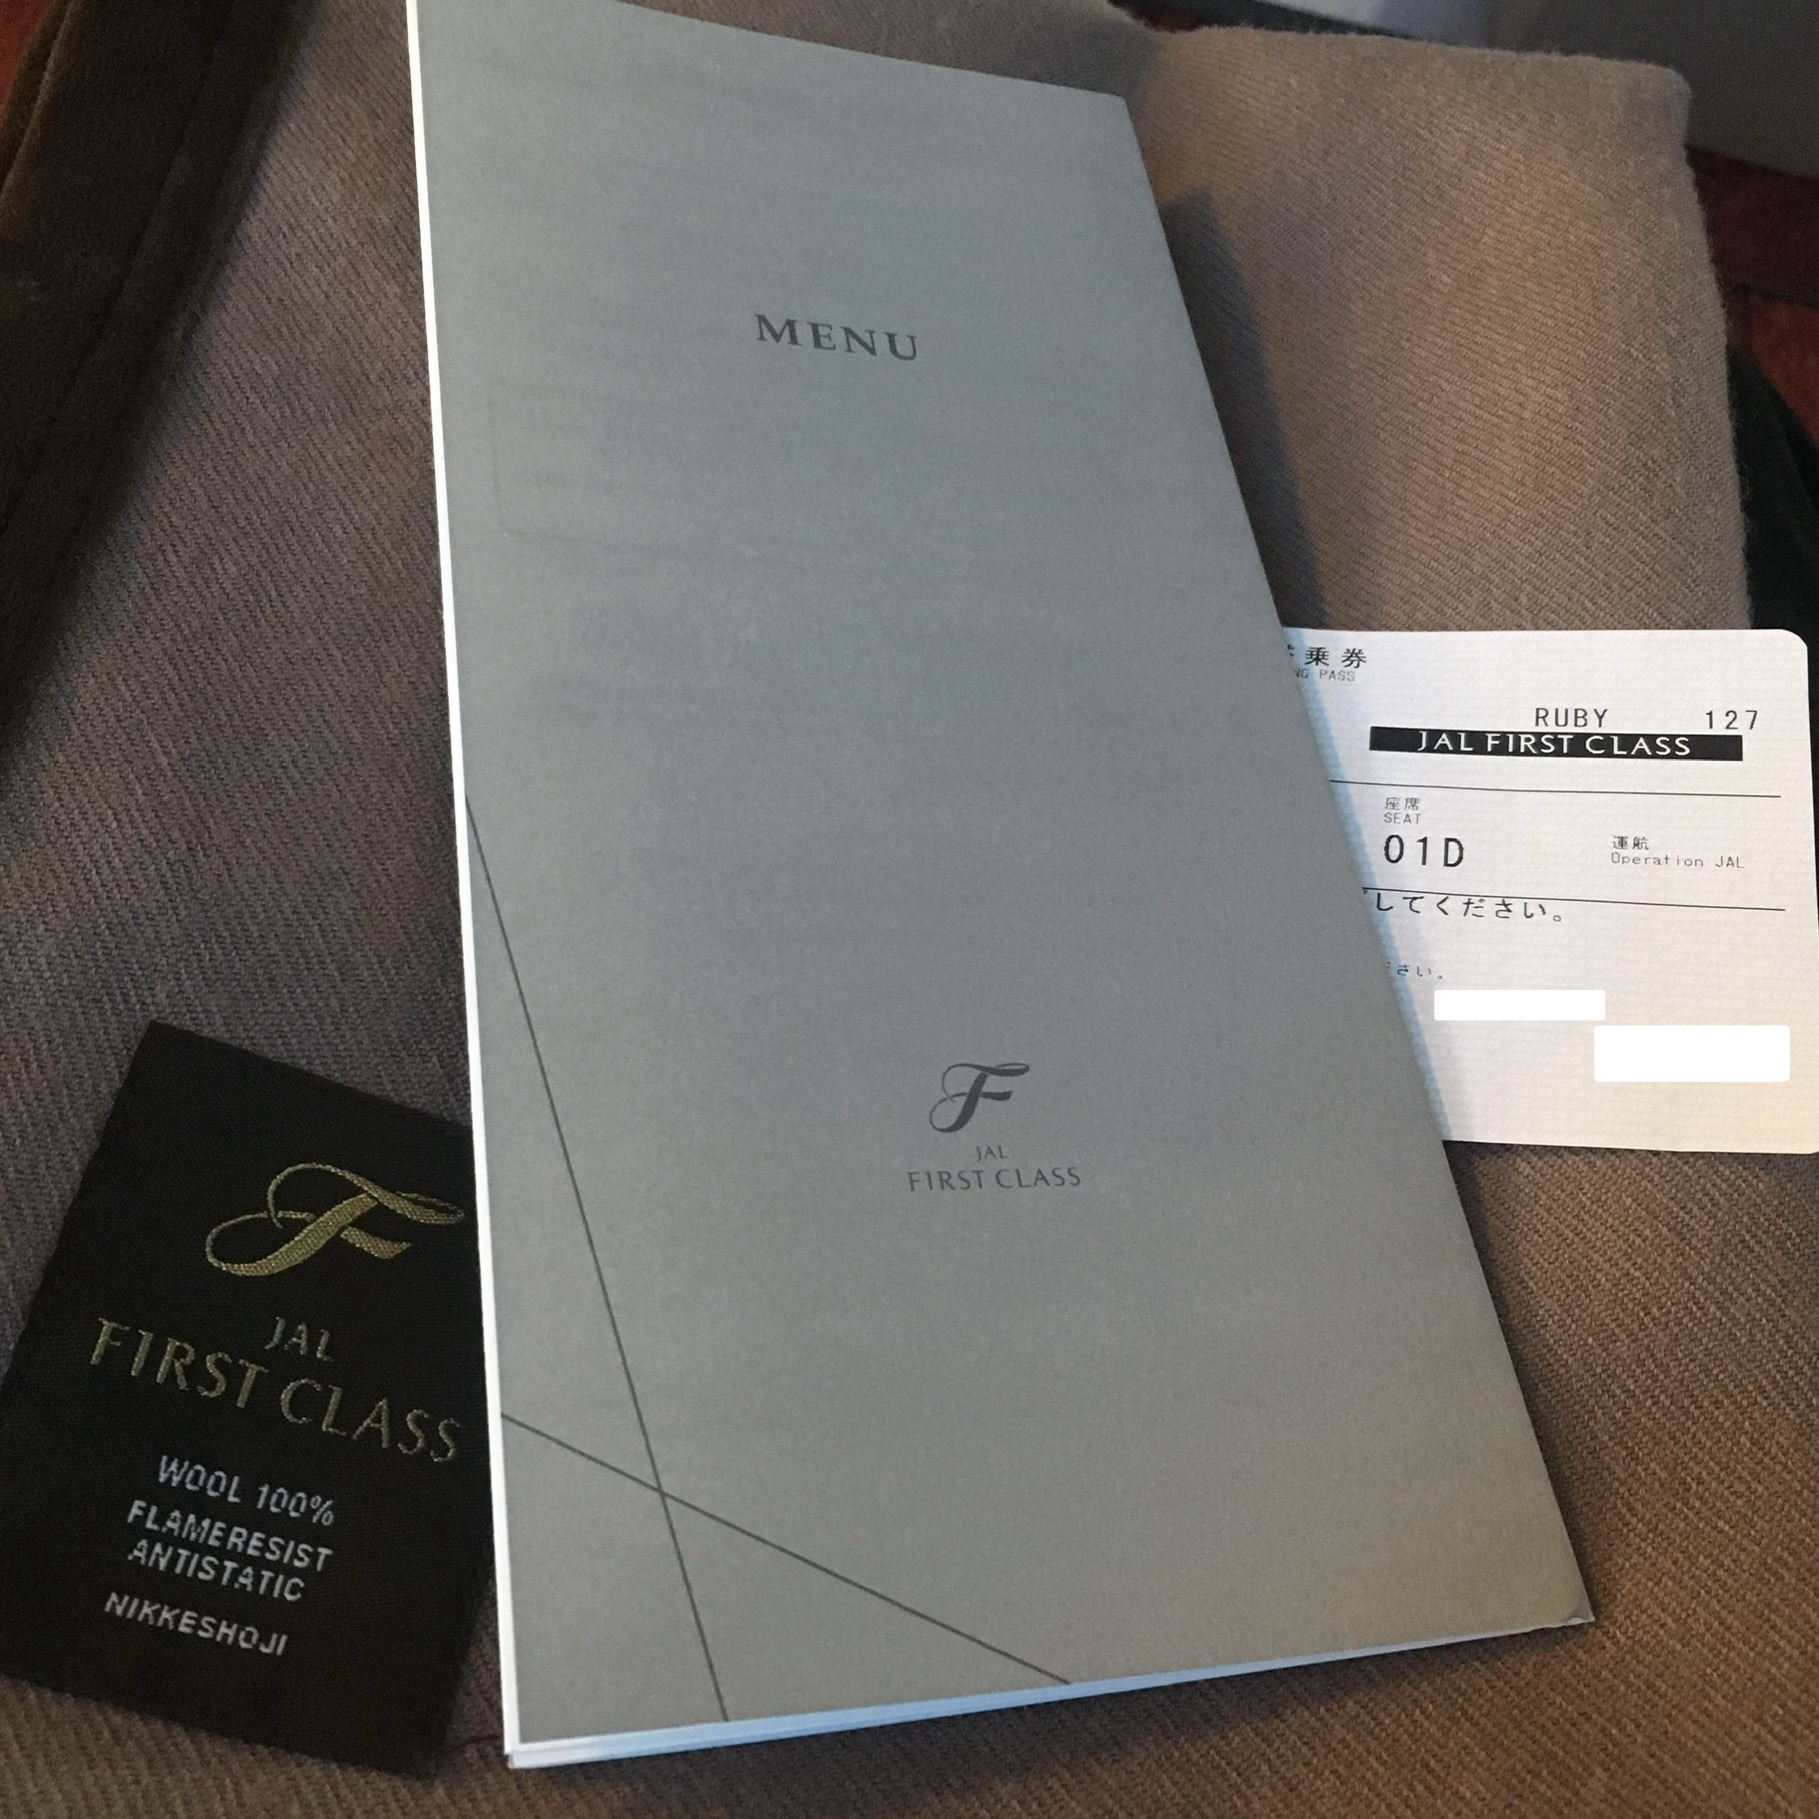 MENU
F
JAL
FIRST CLASS
乗券
PASS
RUBY 127
JAL FIRST CLASS
座席
SEAT
01D
運航
Operation JAL
してください。
さい。
F
JAL
FIRST CLASS
WOOL 100%
FLAMERESIST
ANTISTATIC
NIKKESHOJI